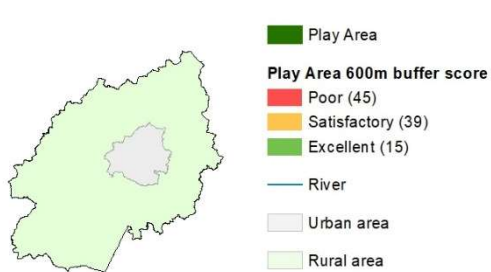 Play Area
Play Area 600m buffer score
Poor (45)
Satisfactory (39)
Excellent (15)
River
Urban area
Rural area